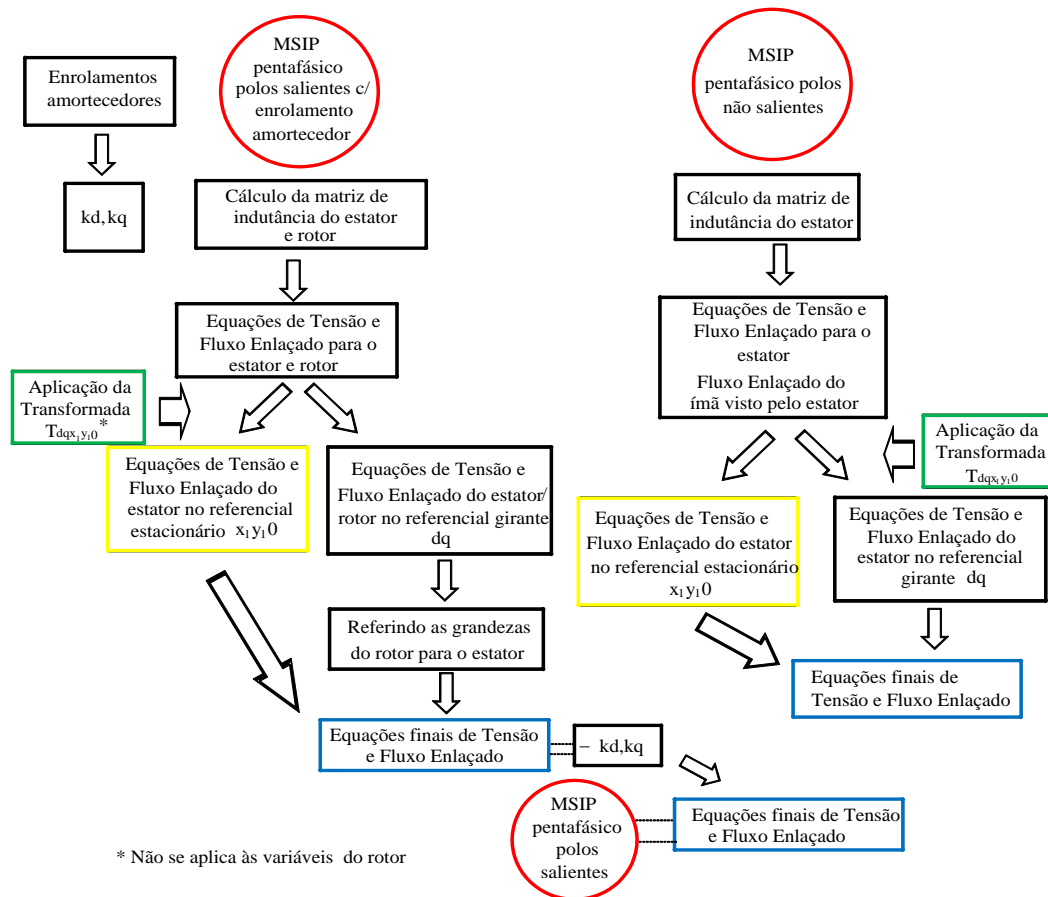 Enrolamentos
amortecedores
kd,kq
MSIP
pentafásico
polos salientes c/
enrolamento
amortecedor
Cálculo da matriz de
indutância do estator
e rotor
Equações de Tensão e
Fluxo Enlaçado para o
estator e rotor
Aplicação da
Transformada
Tdqx₁y₁0*
Equações de Tensão e
Fluxo Enlaçado do
estator no referencial
estacionário x₁y₁0
Equações de Tensão e
Fluxo Enlaçado do estator/
rotor no referencial girante
dq
Referindo as grandezas
do rotor para o estator
Equações finais de Tensão
e Fluxo Enlaçado
– kd,kq
MSIP
pentafásico
polos
salientes
Equações finais de Tensão
e Fluxo Enlaçado
* Não se aplica às variáveis do rotor
MSIP
pentafásico polos
não salientes
Cálculo da matriz de
indutância do estator
Equações de Tensão e
Fluxo Enlaçado para o
estator
Fluxo Enlaçado do
ímã visto pelo estator
Aplicação da
Transformada
Tdqx₁y₁0
Equações de Tensão e
Fluxo Enlaçado do estator
no referencial estacionário
x₁y₁0
Equações de Tensão e
Fluxo Enlaçado do
estator no referencial
girante dq
Equações finais de
Tensão e Fluxo Enlaçado